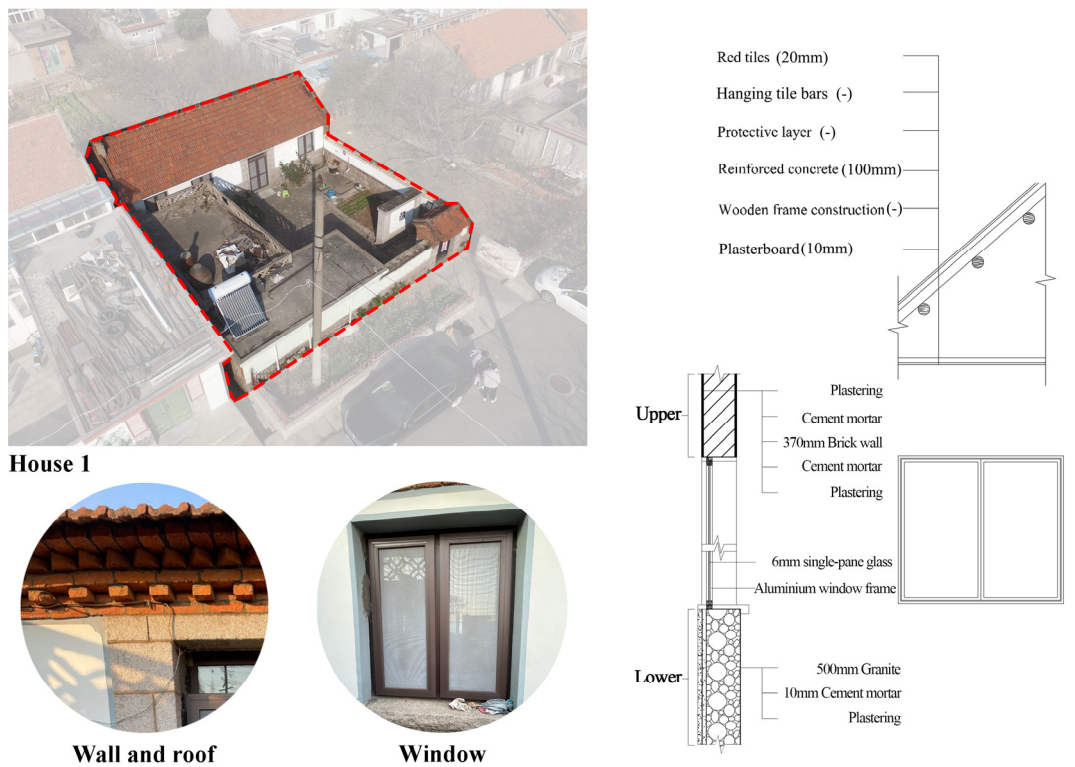 House 1
Wall and roof
Window
Red tiles (20mm)
Hanging tile bars (-)
Protective layer (-)
Reinforced concrete (100mm)
Wooden frame construction(-)
Plasterboard(10mm)
Upper
Plastering
Cement mortar
370mm Brick wall
Cement mortar
Plastering
6mm single-pane glass
Aluminium window frame
Lower
500mm Granite
10mm Cement mortar
Plastering